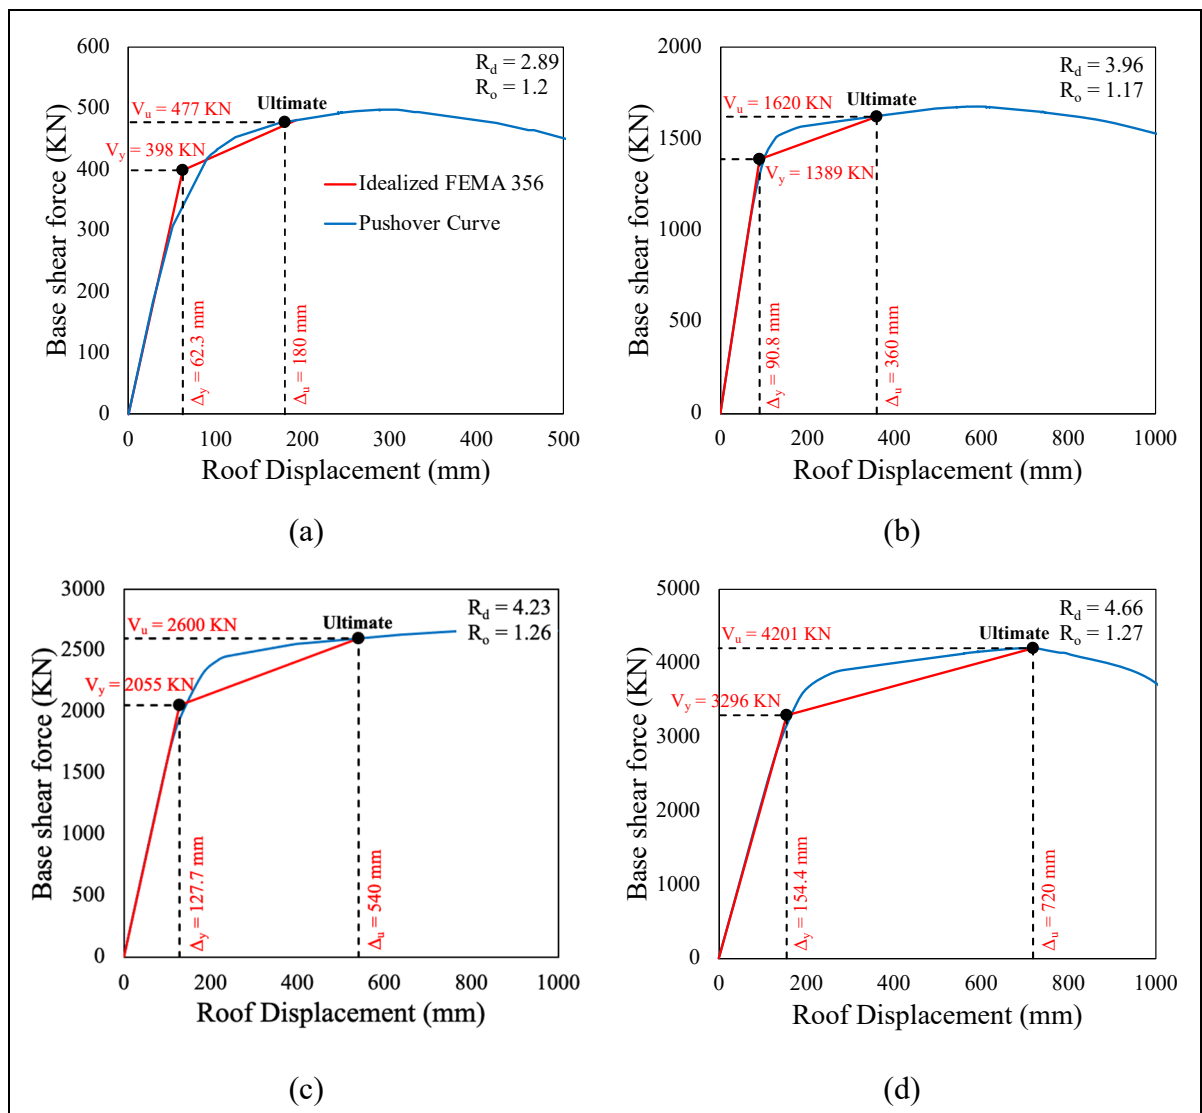 600
500
400
300
200
100
0
0 100 200 300 400 500
Base shear force (KN)
Roof Displacement (mm)
R_d = 2.89
R_o = 1.2
V_u = 477 KN
Ultimate
V_y = 398 KN
Idealized FEMA 356
Pushover Curve
Δ_y = 62.3 mm
Δ_u = 180 mm
(a)
2000
1500
1000
500
0
0 200 400 600 800 1000
Base shear force (KN)
Roof Displacement (mm)
R_d = 3.96
R_o = 1.17
V_u = 1620 KN
Ultimate
V_y = 1389 KN
Δ_y = 90.8 mm
Δ_u = 360 mm
(b)
3000
2500
2000
1500
1000
500
0
0 200 400 600 800 1000
Base shear force (KN)
Roof Displacement (mm)
R_d = 4.23
R_o = 1.26
V_u = 2600 KN
Ultimate
V_y = 2055 KN
Δ_y = 127.7 mm
Δ_u = 540 mm
(c)
5000
4000
3000
2000
1000
0
0 200 400 600 800 1000
Base shear force (KN)
Roof Displacement (mm)
R_d = 4.66
R_o = 1.27
V_u = 4201 KN
Ultimate
V_y = 3296 KN
Δ_y = 154.4 mm
Δ_u = 720 mm
(d)